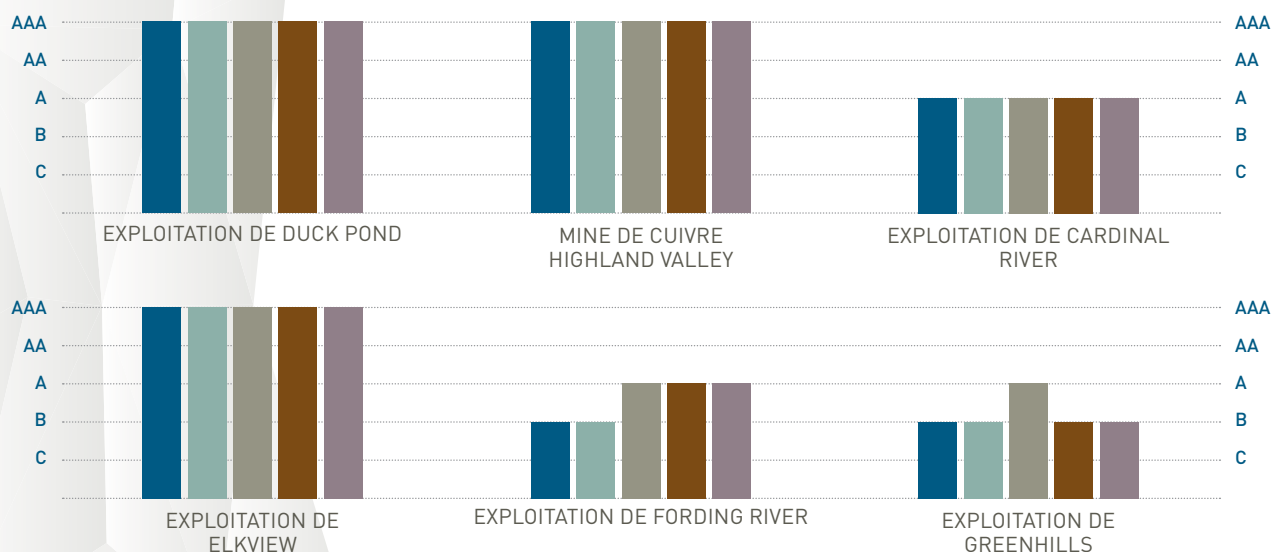 AAA
AA
A
B
C
AAA
AA
A
B
C
EXPLOITATION DE DUCK POND
MINE DE CUIVRE
HIGHLAND VALLEY
EXPLOITATION DE CARDINAL
RIVER
AAA
AA
A
B
C
AAA
AA
A
B
C
EXPLOITATION DE
ELKVIEW
EXPLOITATION DE FORDING RIVER
EXPLOITATION DE
GREENHILLS